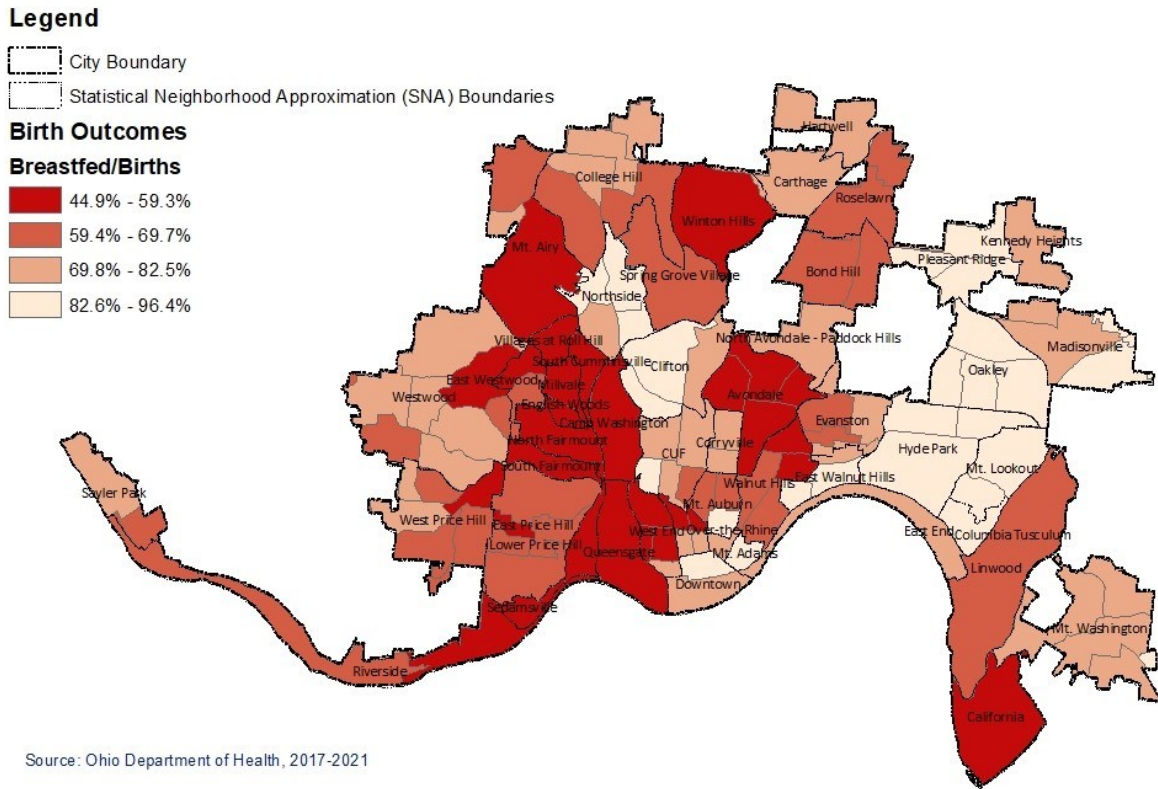 Legend
City Boundary
Statistical Neighborhood Approximation (SNA) Boundaries
Birth Outcomes
Breastfed/Births
44.9% - 59.3%
59.4% - 69.7%
69.8% - 82.5%
82.6% - 96.4%
Hartwell
College Hill
Carthage
Roselawn
Winton Hills
Mt. Airy
Kennedy Heights
Pleasant Ridge
Spring Grove Village
Bond Hill
Northside
Villages at Roll Hill
North Avondale - Paddock Hills
Madisonville
South Cumminsville
Clifton
Oakley
East Westwood
Millvale
Westwood
Avondale
English Woods
Camp Washington
Evanston
North Fairmount
Corryville
CUF
Hyde Park
South Fairmount
Mt. Lookout
Walnut Hills
East Walnut Hills
Sayler Park
Mt. Auburn
West Price Hill
East Price Hill
West End
Over-the-Rhine
East End
Columbia Tusculum
Lower Price Hill
Queensgate
Mt. Adams
Linwood
Downtown
Sedamsville
Mt. Washington
Riverside
California
Source: Ohio Department of Health, 2017-2021